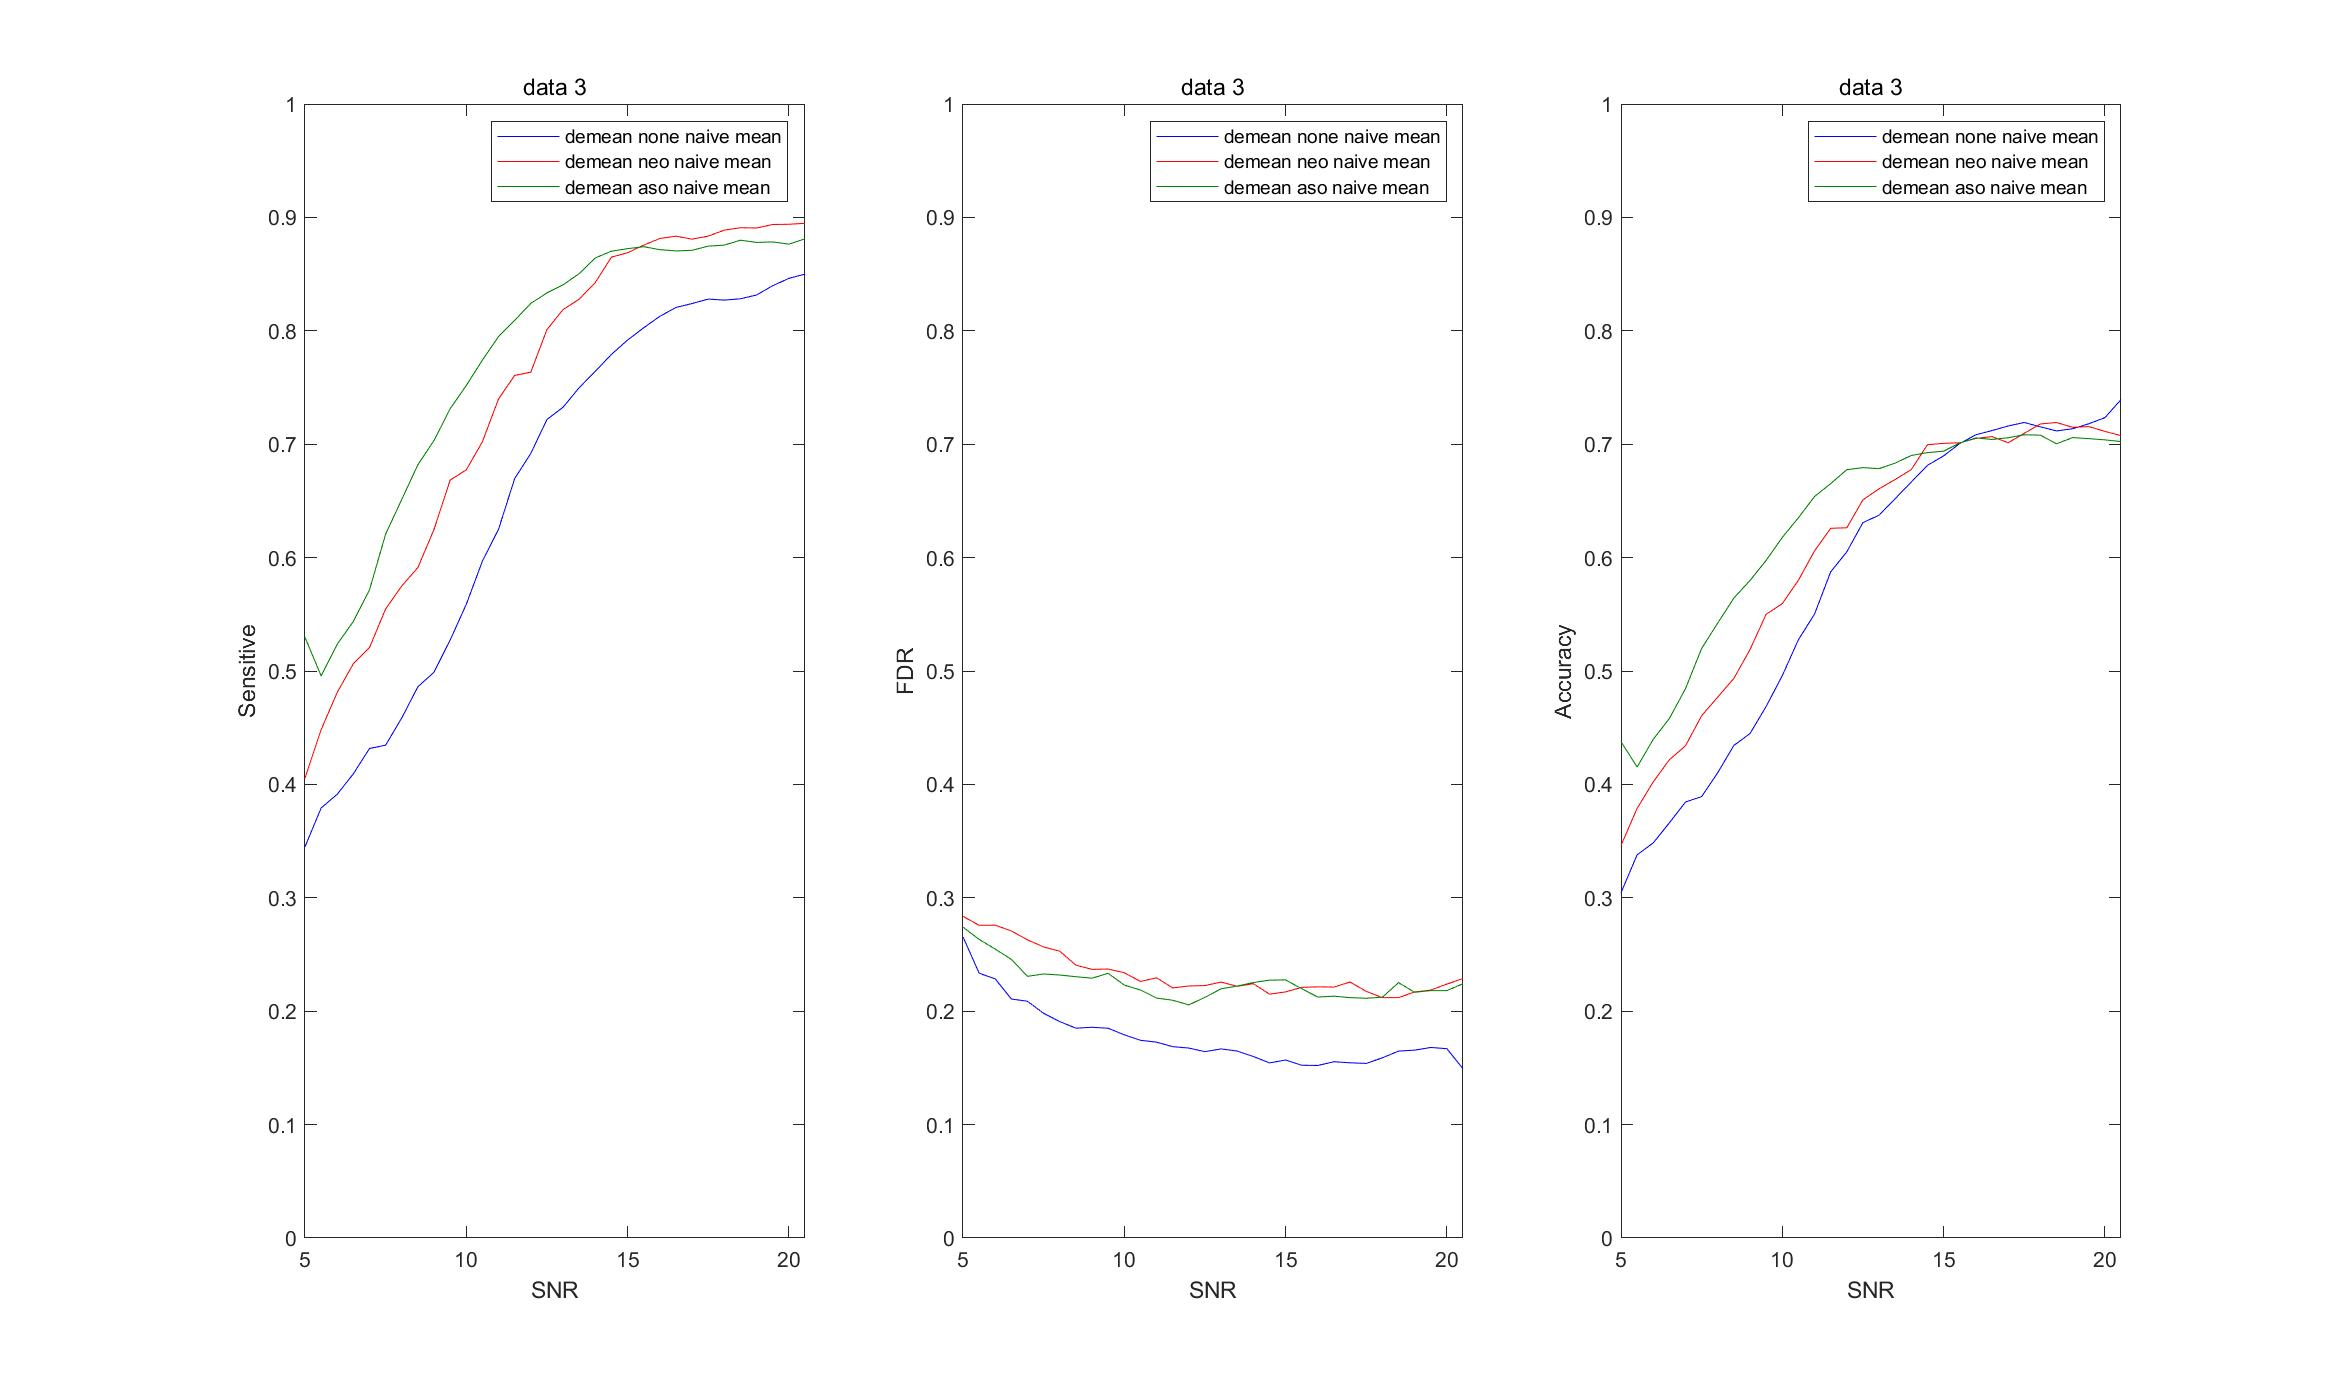 data 3
1
0.9
0.8
0.7
0.6
0.5
0.4
0.3
0.2
0.1
0
5 10 15 20
Sensitive
SNR
demean none naive mean
demean neo naive mean
demean aso naive mean
data 3
1
0.9
0.8
0.7
0.6
0.5
0.4
0.3
0.2
0.1
0
5 10 15 20
FDR
SNR
demean none naive mean
demean neo naive mean
demean aso naive mean
data 3
1
0.9
0.8
0.7
0.6
0.5
0.4
0.3
0.2
0.1
0
5 10 15 20
Accuracy
SNR
demean none naive mean
demean neo naive mean
demean aso naive mean